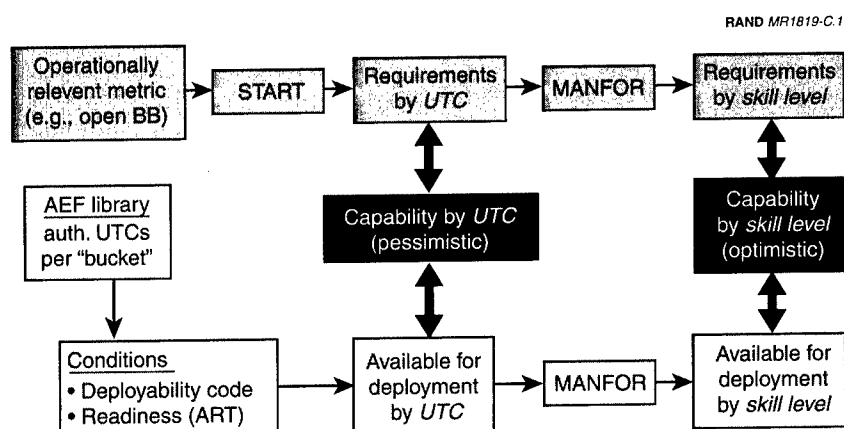 RAND MR1819-C.1
Operationally
relevent metric
(e.g., open BB)
START
Requirements
by UTC
MANFOR
Requirements
by skill level
AEF library
auth. UTCs
per “bucket”
Capability by UTC
(pessimistic)
Capability
by skill level
(optimistic)
Conditions
• Deployability code
• Readiness (ART)
Available for
deployment
by UTC
MANFOR
Available for
deployment
by skill level